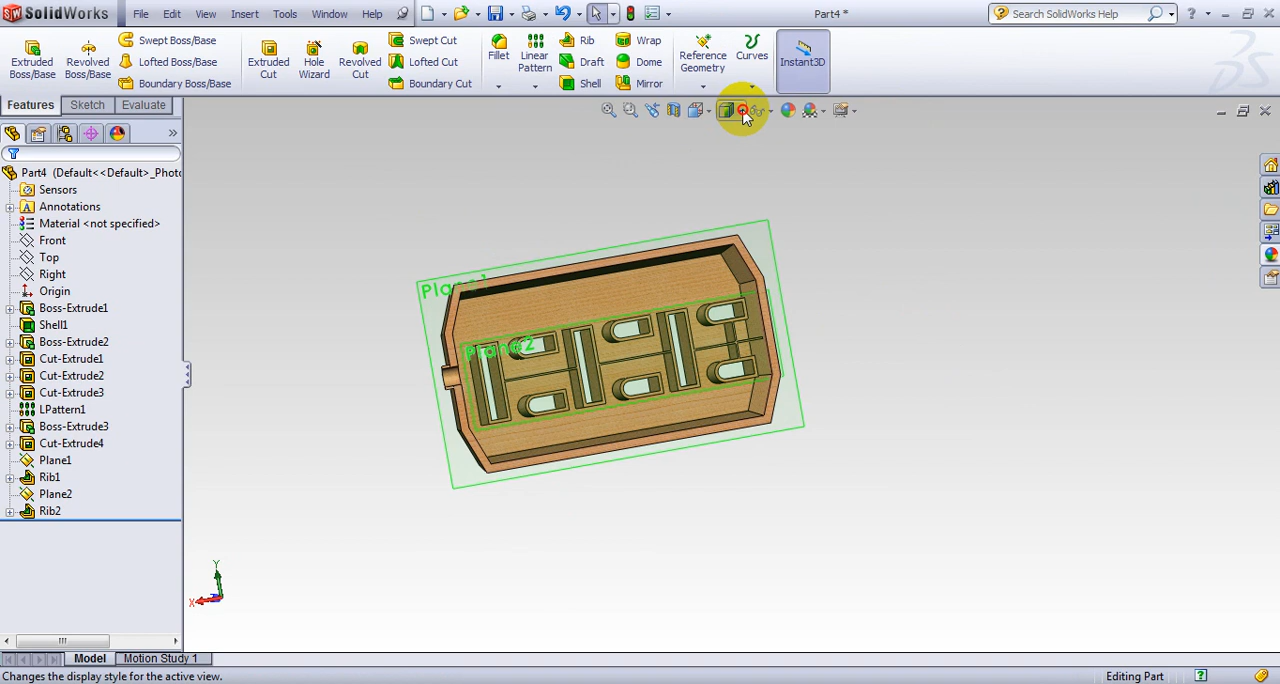 SolidWorks File Edit View Insert Tools Window Help Part4 * Search SolidWorks Help
Extruded Boss/Base
Revolved Boss/Base
Swept Boss/Base
Lofted Boss/Base
Boundary Boss/Base
Extruded Cut
Hole Wizard
Revolved Cut
Swept Cut
Lofted Cut
Boundary Cut
Fillet
Linear Pattern
Rib
Draft
Shell
Wrap
Dome
Mirror
Reference Geometry
Curves
Instant3D
Features Sketch Evaluate
Part4 (Default<<Default>_Photo
Sensors
Annotations
Material <not specified>
Front
Top
Right
Origin
Boss-Extrude1
Shell1
Boss-Extrude2
Cut-Extrude1
Cut-Extrude2
Cut-Extrude3
LPattern1
Boss-Extrude3
Cut-Extrude4
Plane1
Rib1
Plane2
Rib2
Plane1
Plane2
Y
X
Model Motion Study 1
Changes the display style for the active view. Editing Part